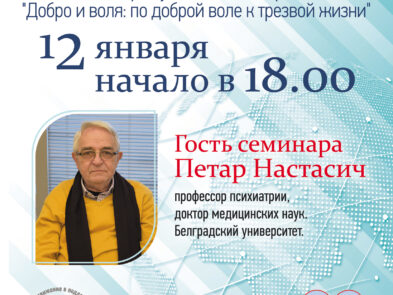 "Добро и воля: по доброй воле к трезвой жизни"
12 января
начало в 18.00
Гость семинара
Петар Настасич
профессор психиатрии,
доктор медицинских наук.
Белградский университет.